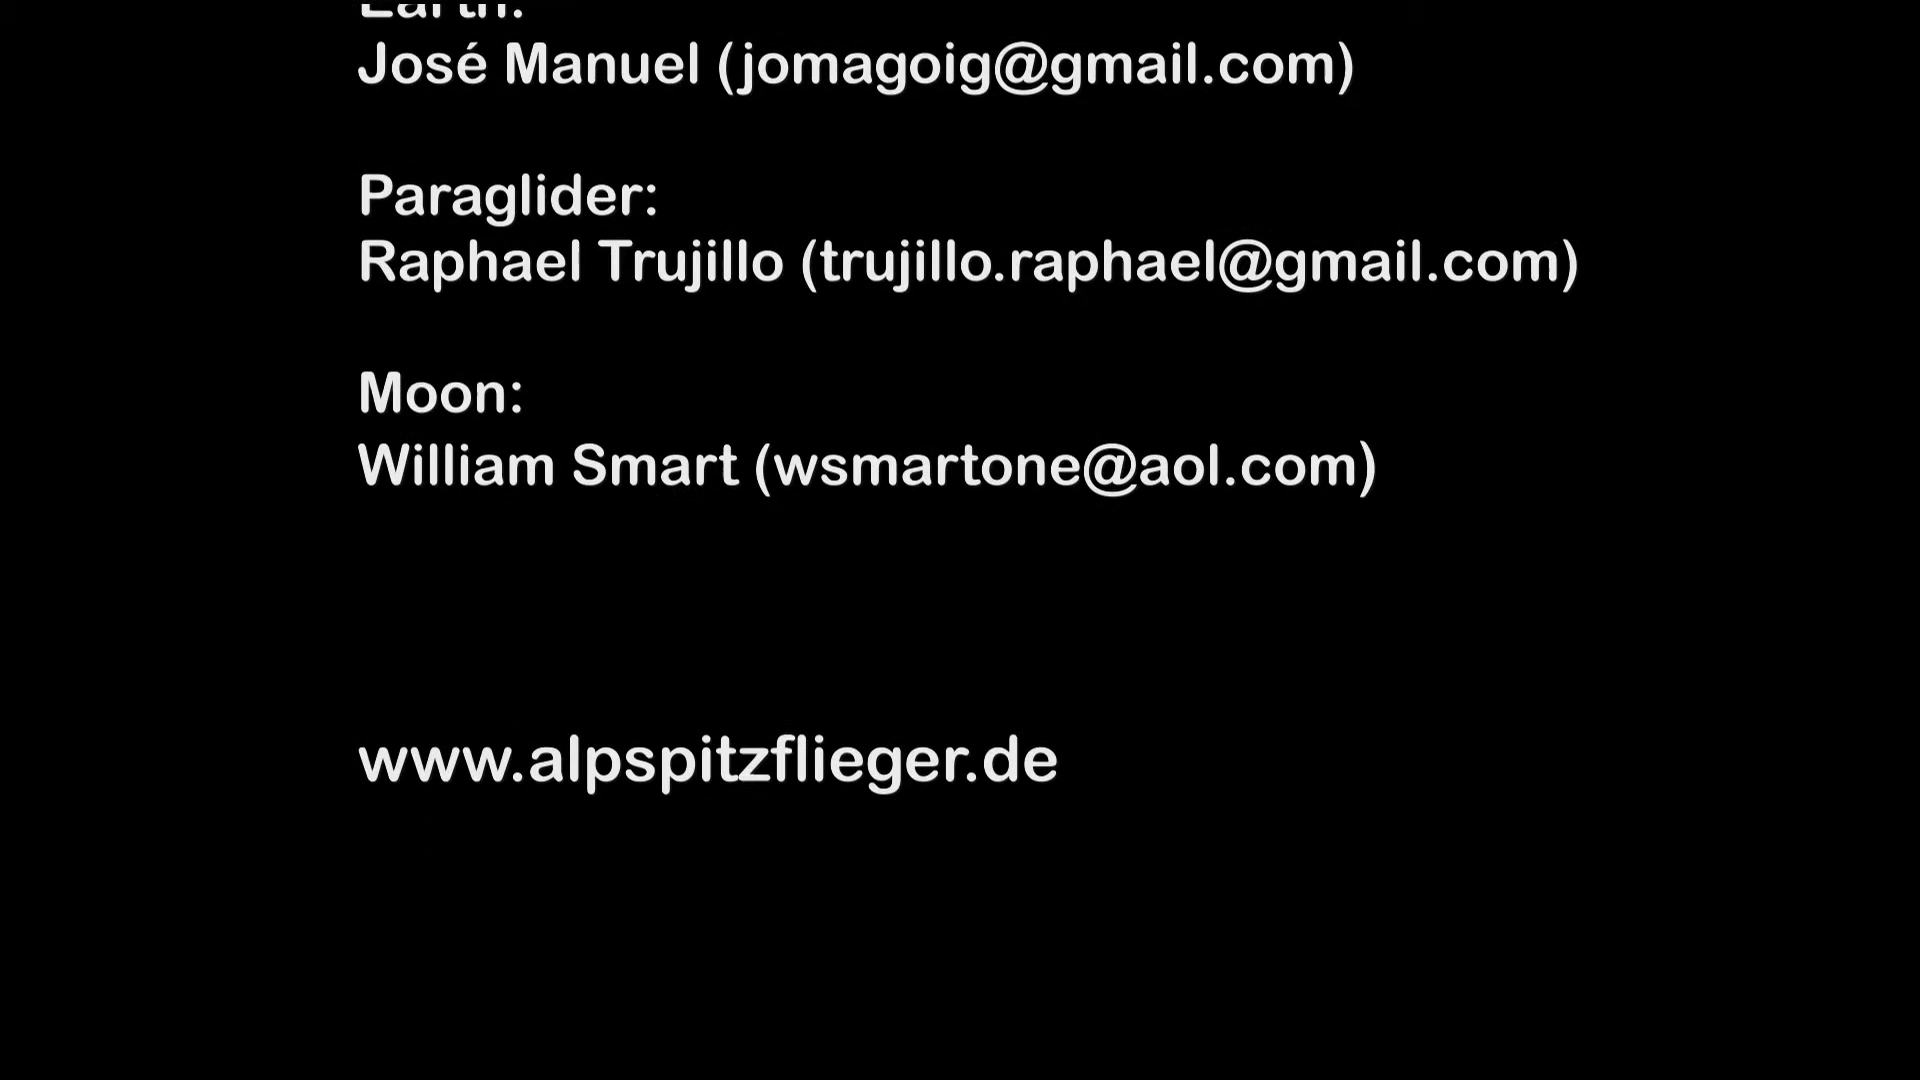 Earth:
José Manuel (jomagoig@gmail.com)
Paraglider:
Raphael Trujillo (trujillo.raphael@gmail.com)
Moon:
William Smart (wsmartone@aol.com)
www.alpspitzflieger.de